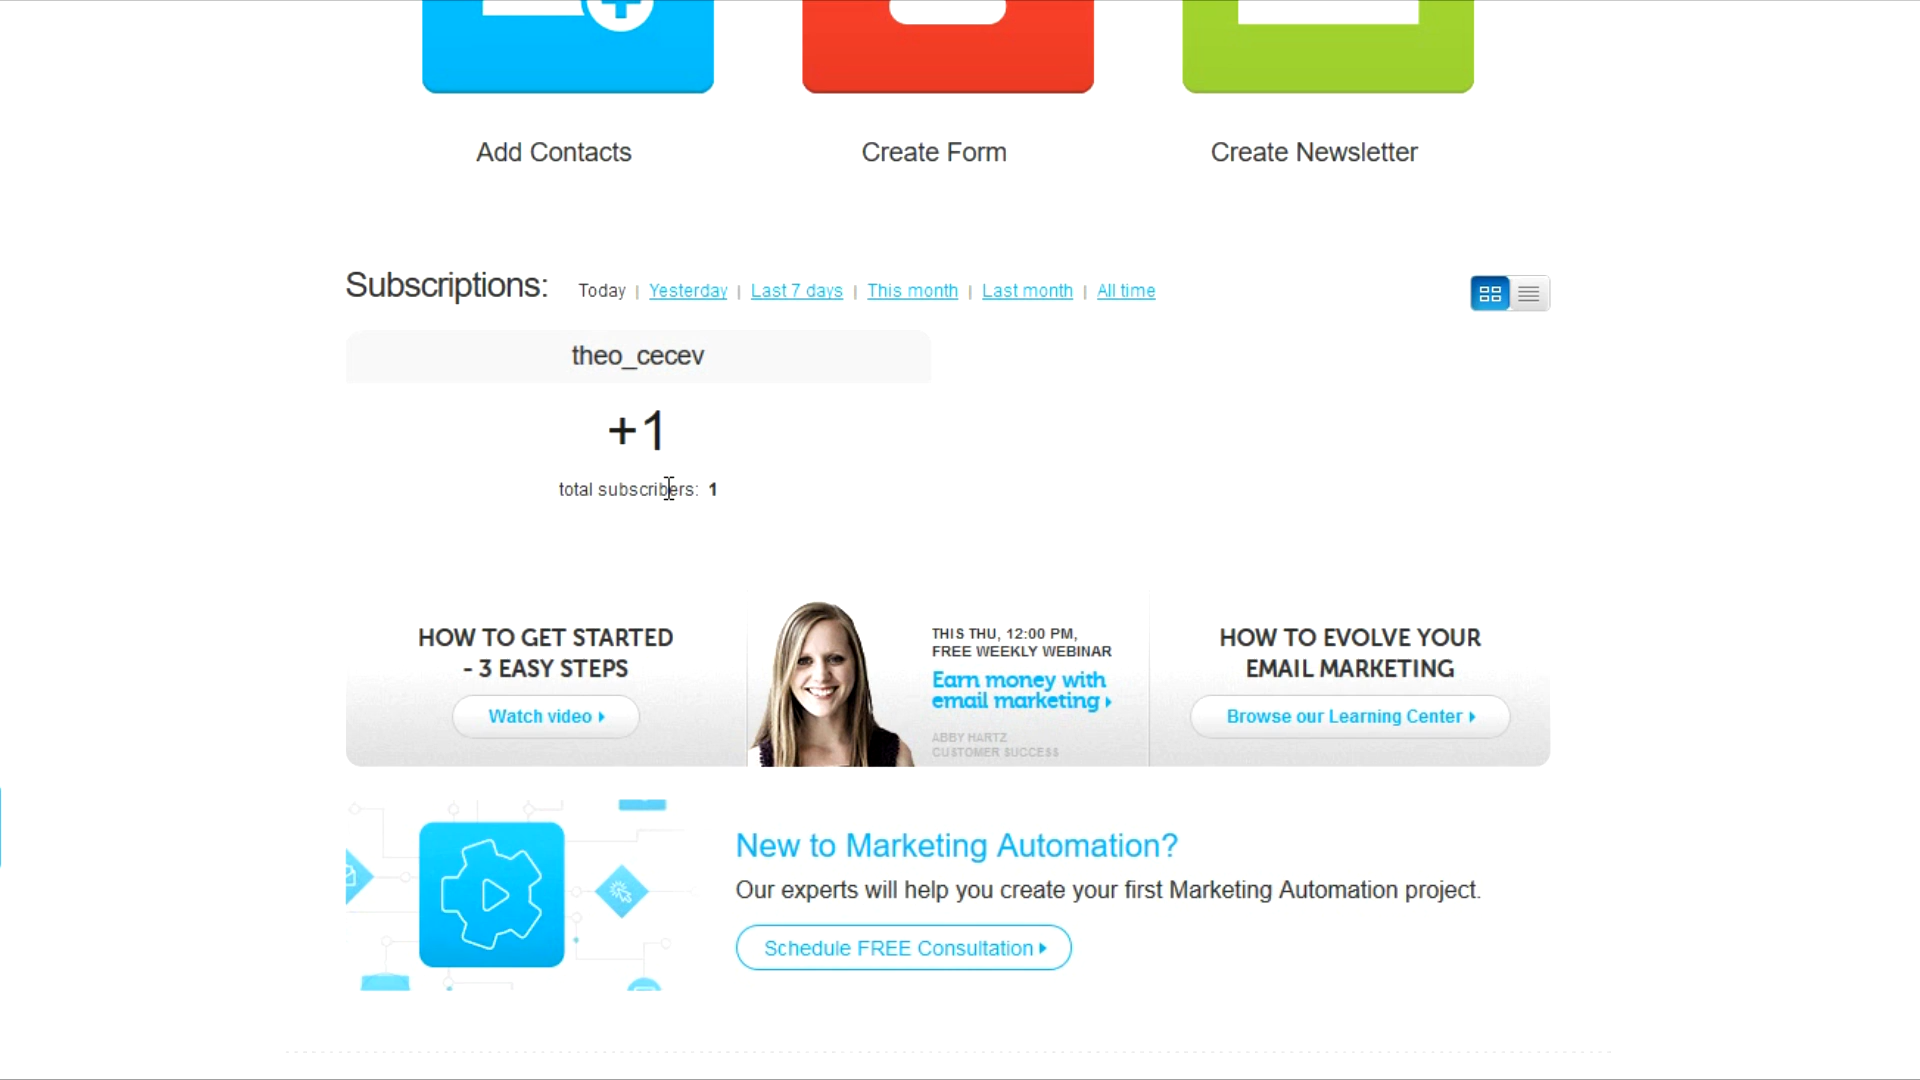 Add Contacts
Create Form
Create Newsletter
Subscriptions: Today | Yesterday | Last 7 days | This month | Last month | All time
theo_cecev
+1
total subscribers: 1
HOW TO GET STARTED
- 3 EASY STEPS
Watch video
THIS THU, 12:00 PM,
FREE WEEKLY WEBINAR
Earn money with
email marketing
ABBY HARTZ
CUSTOMER SUCCESS
HOW TO EVOLVE YOUR
EMAIL MARKETING
Browse our Learning Center
New to Marketing Automation?
Our experts will help you create your first Marketing Automation project.
Schedule FREE Consultation